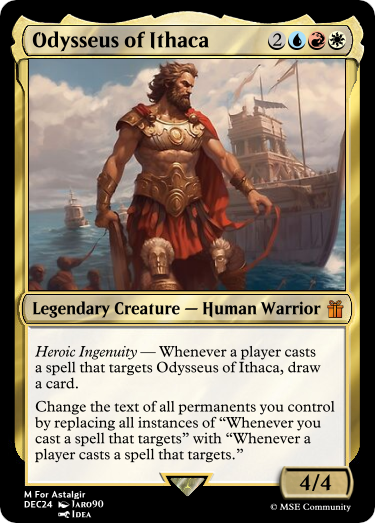 Odysseus of Ithaca 2
Legendary Creature — Human Warrior
Heroic Ingenuity — Whenever a player casts
a spell that targets Odysseus of Ithaca, draw
a card.
Change the text of all permanents you control
by replacing all instances of “Whenever you
cast a spell that targets” with “Whenever a
player casts a spell that targets.”
4/4
M For Astalgir
DEC24 Jaro90
Idea
© MSE Community